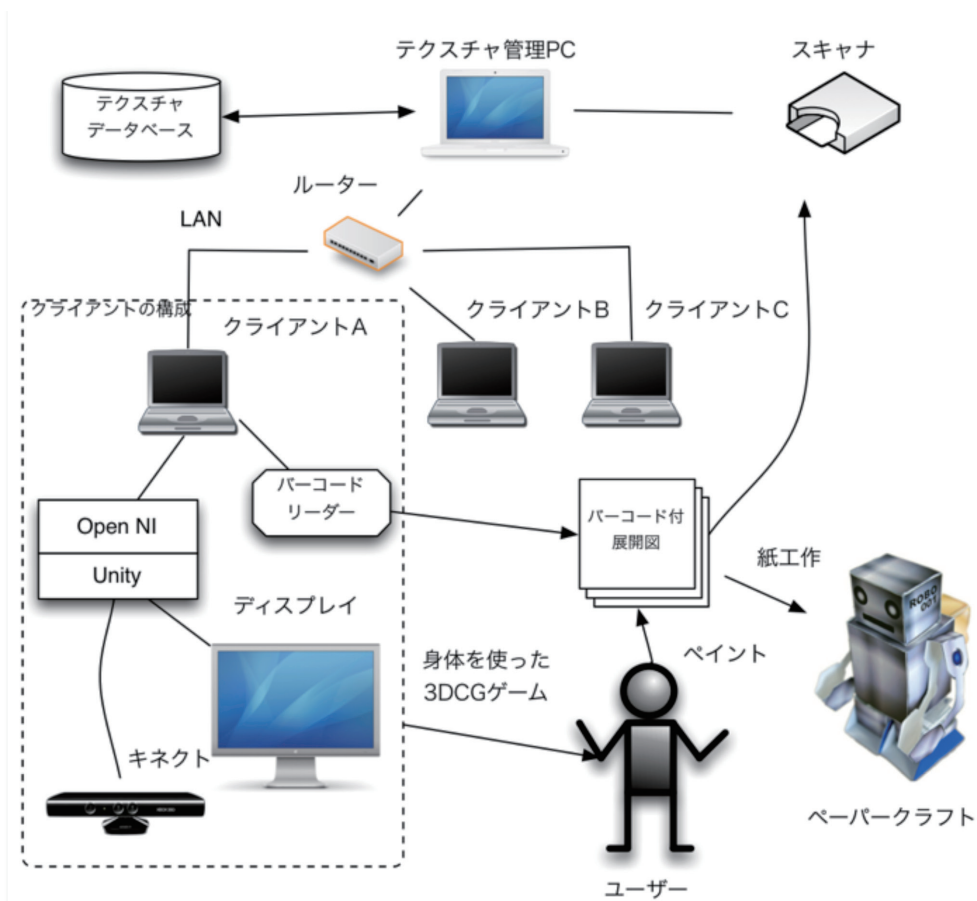 テクスチャ管理PC
スキャナ
テクスチャ
データベース
ルーター
LAN
クライアントの構成
クライアントA
クライアントB
クライアントC
バーコード
リーダー
Open NI
Unity
バーコード付
展開図
紙工作
ROBO
001
ディスプレイ
身体を使った
3DCGゲーム
ペイント
キネクト
ペーパークラフト
ユーザー